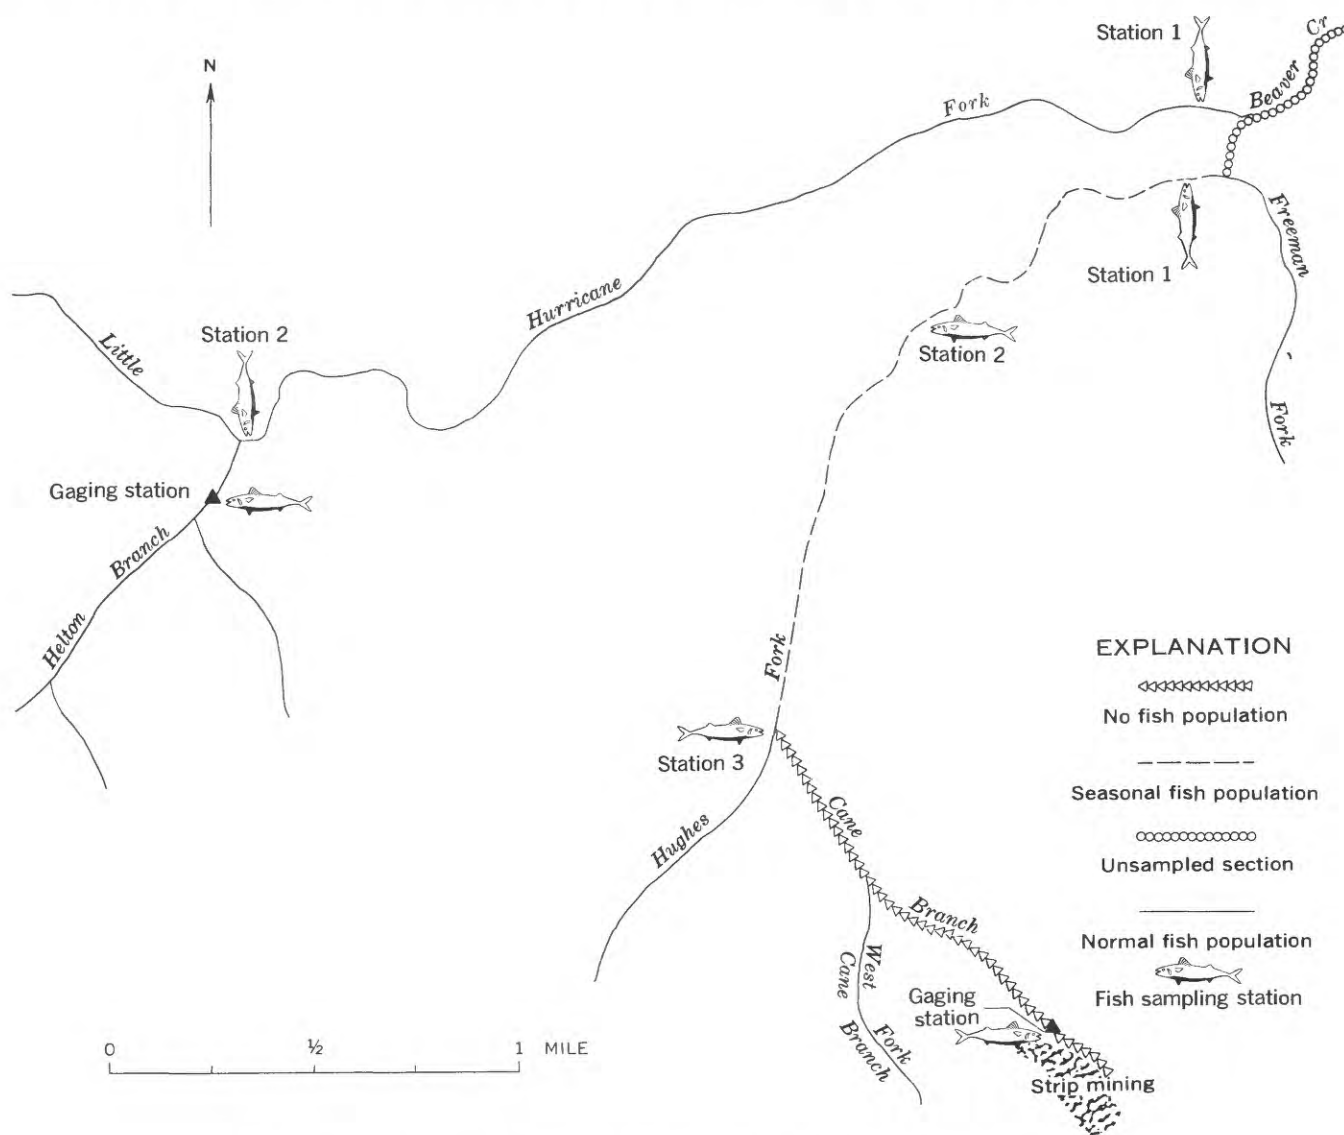 Station 1
Beaver Cr
N
Fork
Freeman
Fork
Station 1
Hurricane
Station 2
Little
Station 2
Gaging station
Branch
Helton
Fork
Station 3
Hughes
Cane
Branch
West Fork
Cane Branch
Gaging
station
Strip mining
EXPLANATION
No fish population
Seasonal fish population
Unsampled section
Normal fish population
Fish sampling station
0 ½ 1 MILE